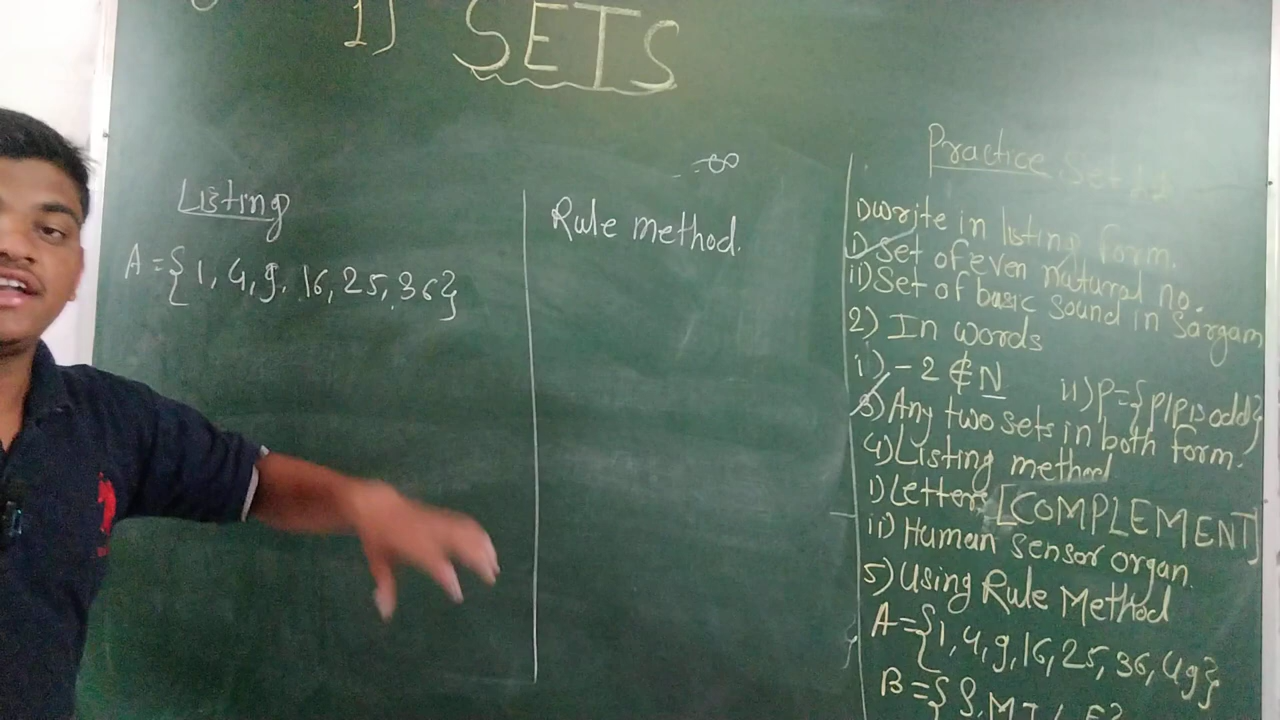 1) SETS
Listing
A = { 1, 4, 9, 16, 25, 36 }
Rule method.
-∞
Practice Set 1.1
1) write in listing form.
i) Set of even natural no.
ii) Set of basic sound in sargam
2) In words
i) -2 ∉ N ii) P = { p | p is odd }
3) Any two sets in both form.
4) Listing method
i) Letters [COMPLEMENT]
ii) Human sensor organ.
5) Using Rule Method
A = { 1, 4, 9, 16, 25, 36, 49 }
B = {